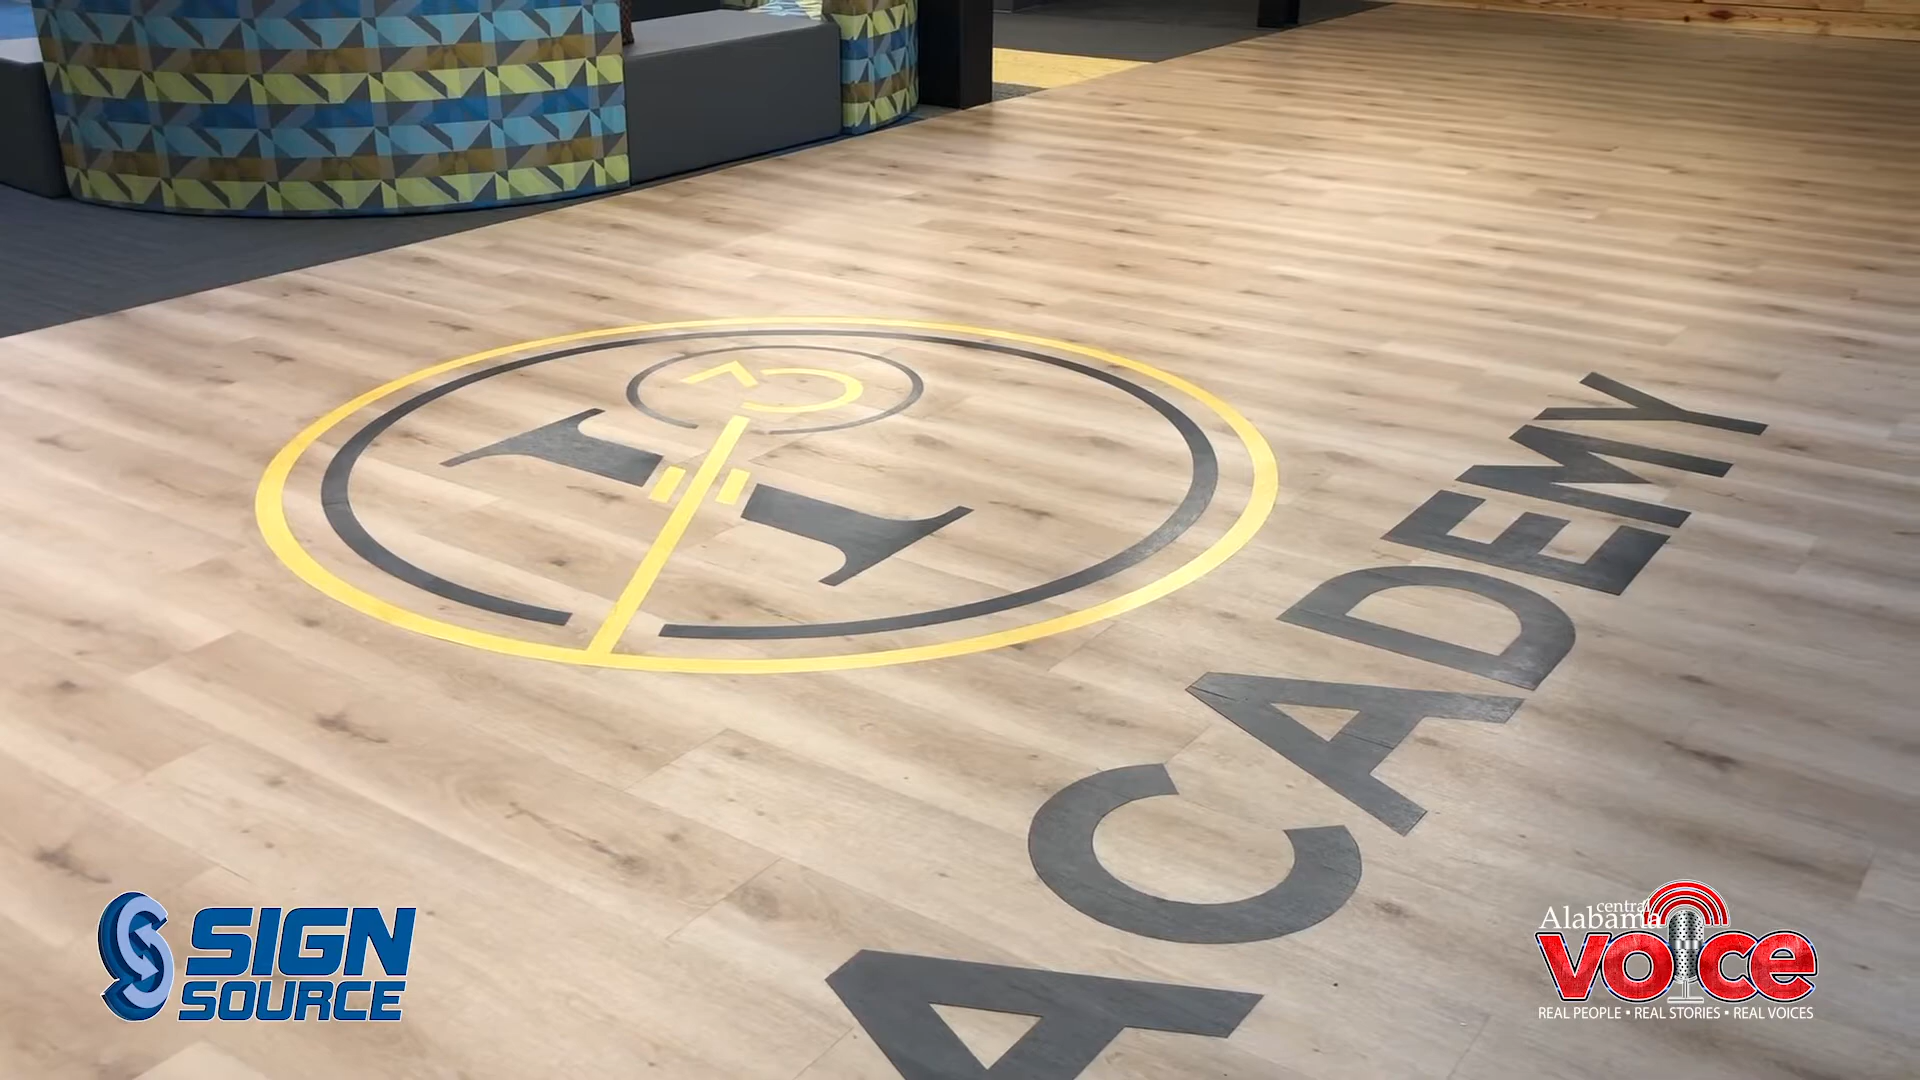 ACADEMY
SIGN
SOURCE
central
Alabama
voice
REAL PEOPLE • REAL STORIES • REAL VOICES